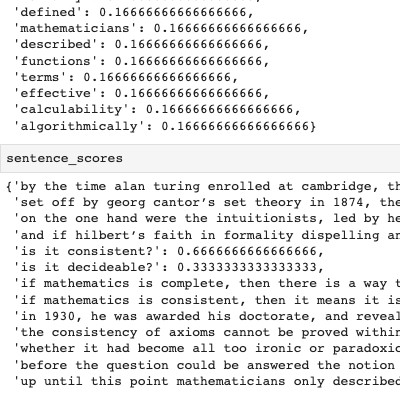 'defined': 0.16666666666666666,
'mathematicians': 0.16666666666666666,
'described': 0.16666666666666666,
'functions': 0.16666666666666666,
'terms': 0.16666666666666666,
'effective': 0.16666666666666666,
'calculability': 0.16666666666666666,
'algorithmically': 0.16666666666666666}
sentence_scores
{'by the time alan turing enrolled at cambridge, th
'set off by georg cantor’s set theory in 1874, the
'on the one hand were the intuitionists, led by he
'and if hilbert’s faith in formality dispelling an
'is it consistent?': 0.6666666666666666,
'is it decideable?': 0.3333333333333333,
'if mathematics is complete, then there is a way t
'if mathematics is consistent, then it means it is
'in 1930, he was awarded his doctorate, and reveal
'the consistency of axioms cannot be proved within
'whether it had become all too ironic or paradoxic
'before the question could be answered the notion
'up until this point mathematicians only described